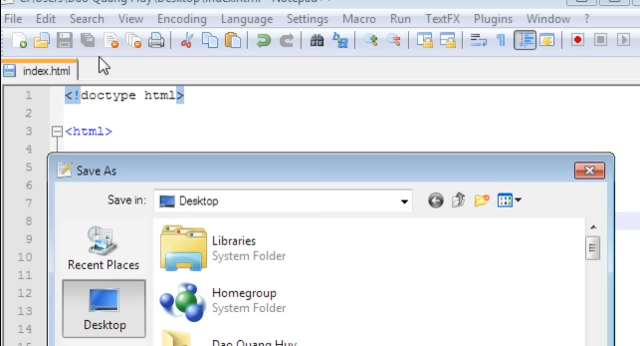 C:\Users\Dao Quang Huy\Desktop\index.html - Notepad++
File Edit Search View Encoding Language Settings Macro Run TextFX Plugins Window ?
index.html
1 <!doctype html>
2
3 <html>
4
5
6
7
8
9
10
11
12
13
14
15
Save As
Save in: Desktop
Recent Places
Desktop
Libraries
System Folder
Homegroup
System Folder
Dao Quang Huy